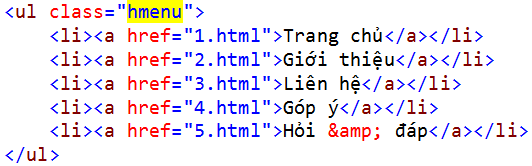 <ul class="hmenu">
    <li><a href="1.html">Trang chủ</a></li>
    <li><a href="2.html">Giới thiệu</a></li>
    <li><a href="3.html">Liên hệ</a></li>
    <li><a href="4.html">Góp ý</a></li>
    <li><a href="5.html">Hỏi &amp; đáp</a></li>
</ul>